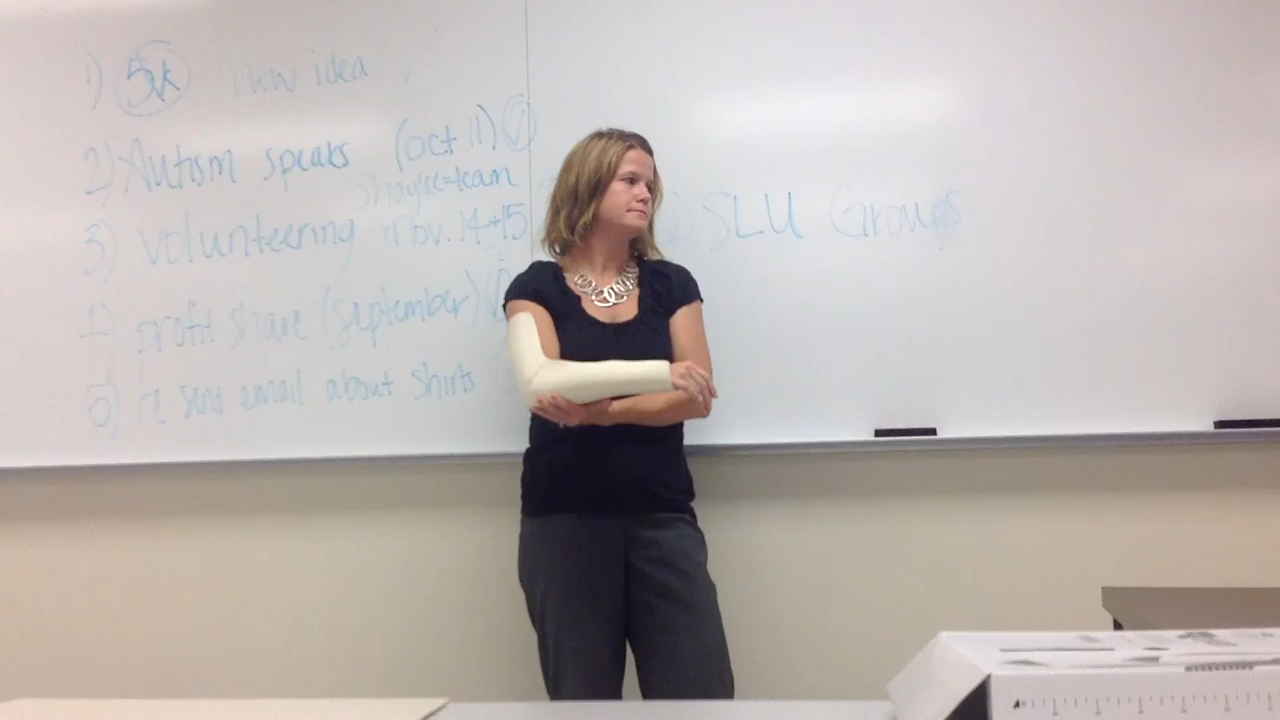 1) 5k New idea
2) Autism speaks (oct 11)
Shaylee=team
3) volunteering Nov. 14+15
4) profit share (september)
5) re send email about shirts
SLU Groups